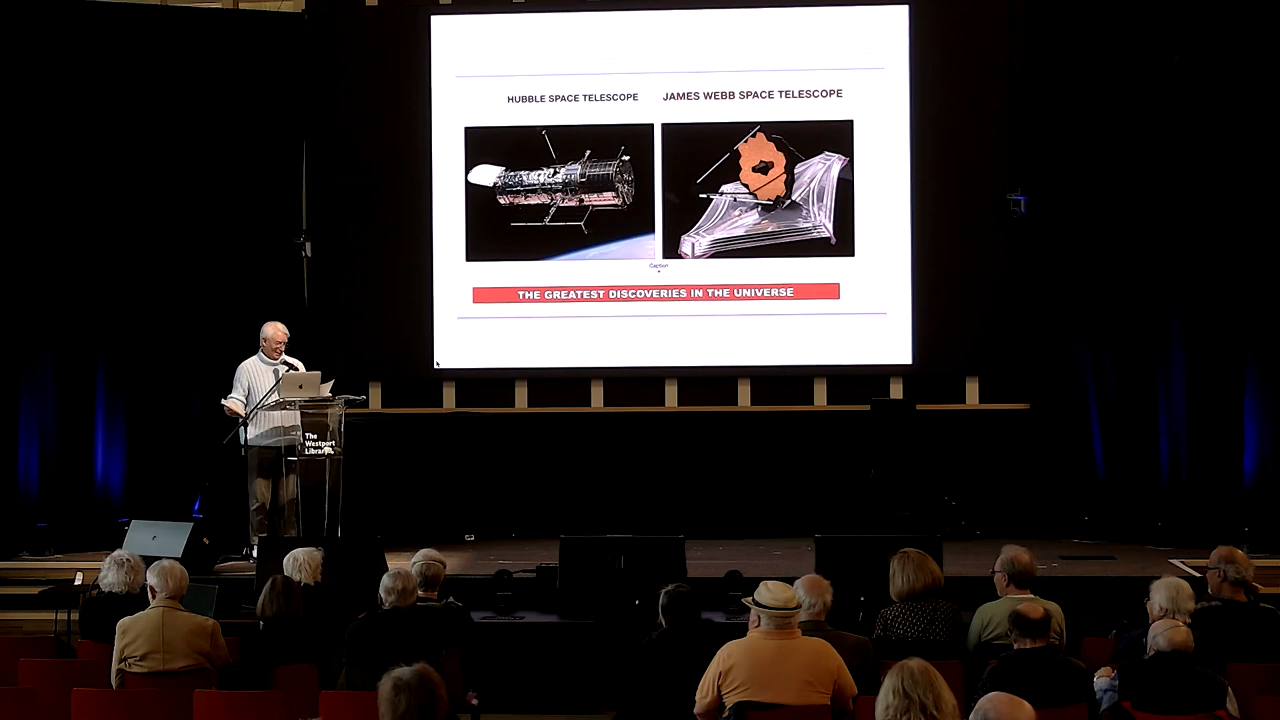 HUBBLE SPACE TELESCOPE
JAMES WEBB SPACE TELESCOPE
Caption
THE GREATEST DISCOVERIES IN THE UNIVERSE
The
Westport
Library